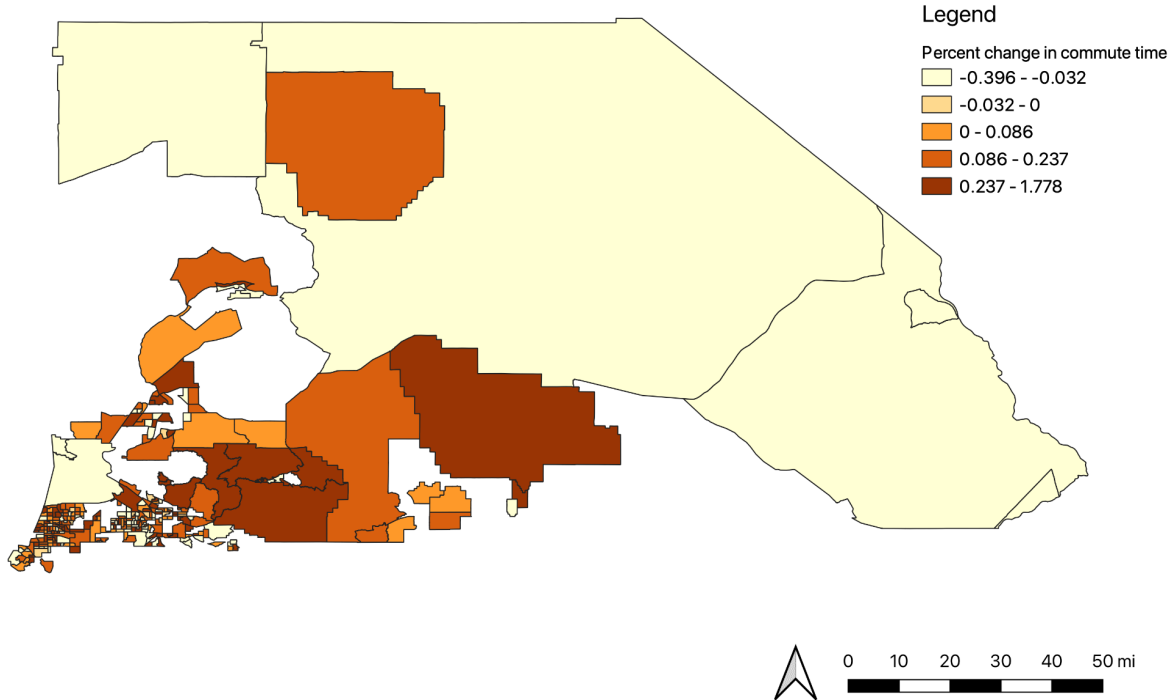 Legend
Percent change in commute time
-0.396 - -0.032
-0.032 - 0
0 - 0.086
0.086 - 0.237
0.237 - 1.778
0 10 20 30 40 50 mi